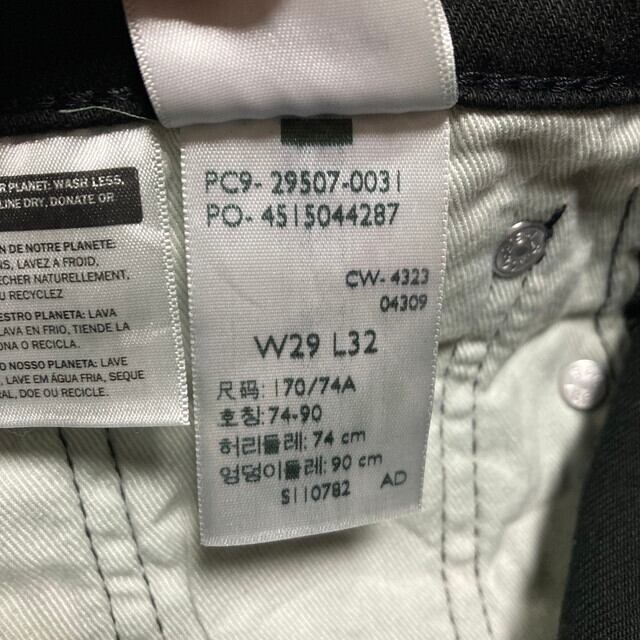 R PLANET: WASH LESS,
LINE DRY, DONATE OR
N DE NOTRE PLANETE:
NS, LAVEZ A FROID,
ECHER NATURELLEMENT,
U RECYCLEZ
ESTRO PLANETA: LAVA
LAVA EN FRIO, TIENDE LA
ONA O RECICLA.
O NOSSO PLANETA: LAVE
, LAVE EM ÁGUA FRIA, SEQUE
RAL, DOE OU RECICLE.
PC9- 29507-0031
PO- 4515044287
CW- 4323
04309
W29 L32
尺码: 170/74A
호칭: 74-90
허리둘레: 74 cm
엉덩이둘레: 90 cm
S110782 AD